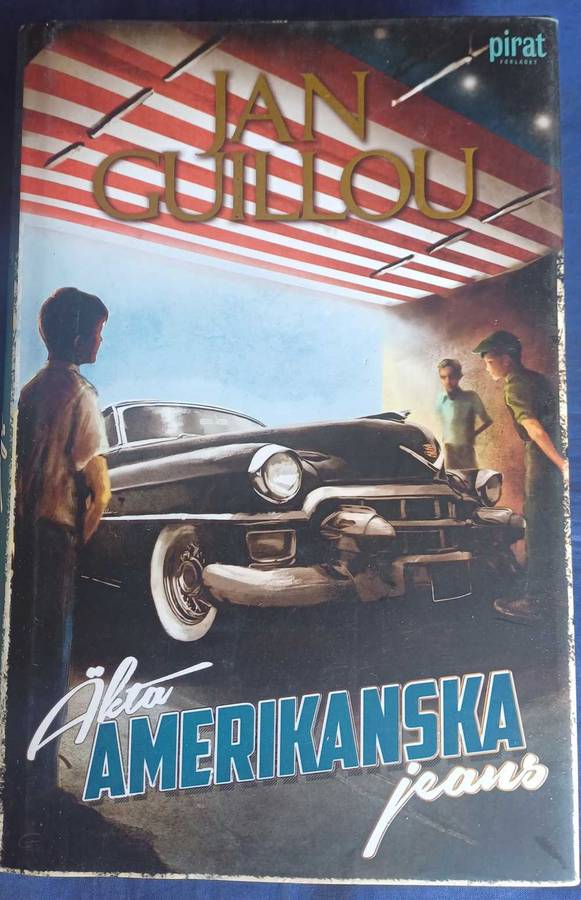 pirat
FÖRLAGET
JAN
GUILLOU
Äkta
AMERIKANSKA
jeans